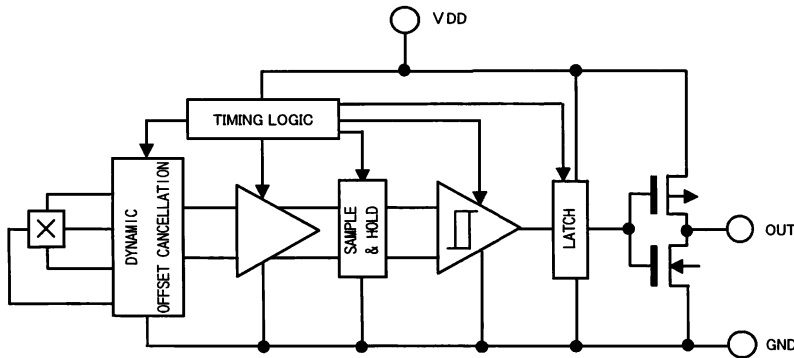 VDD
TIMING LOGIC
DYNAMIC
OFFSET CANCELLATION
SAMPLE
& HOLD
LATCH
OUT
GND